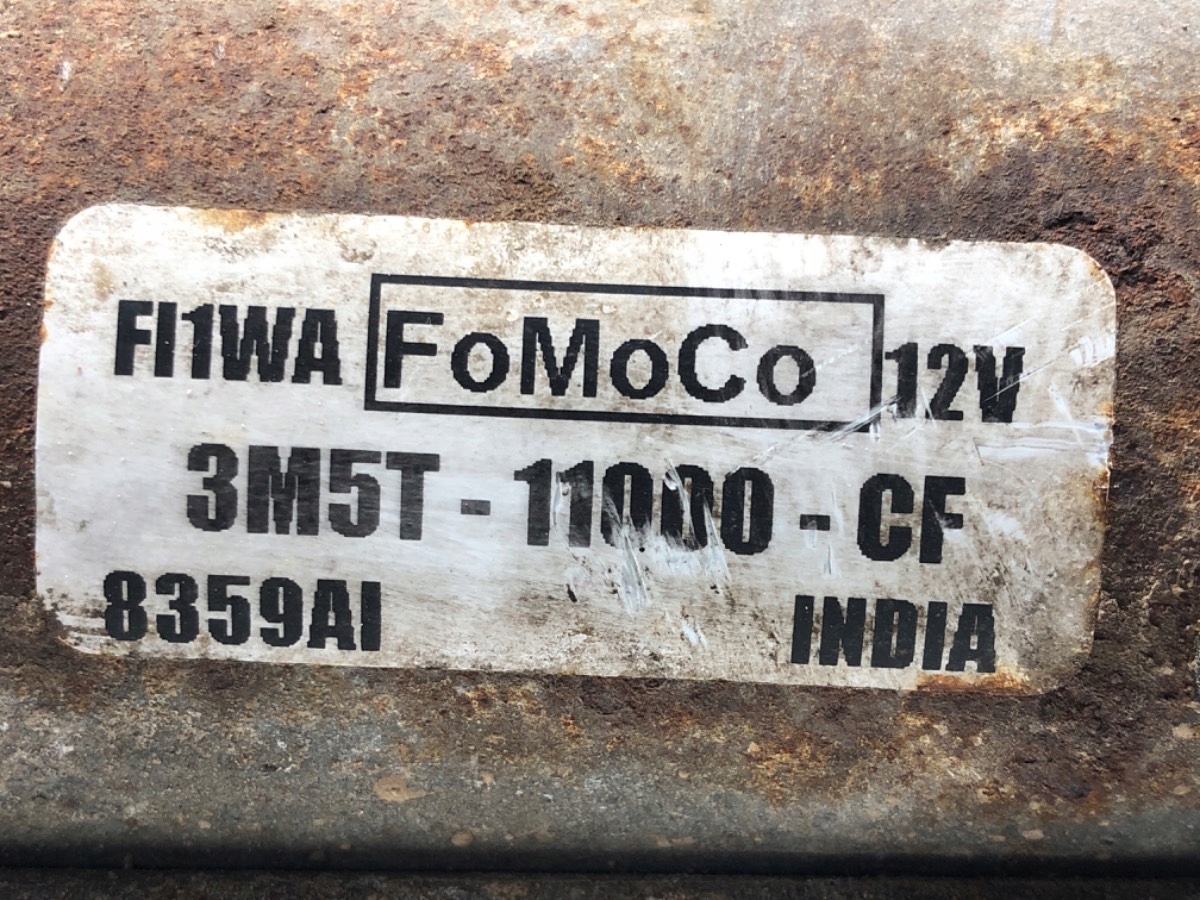 FI1WA FoMoCo 12V
3M5T - 11000 - CF
8359AI INDIA